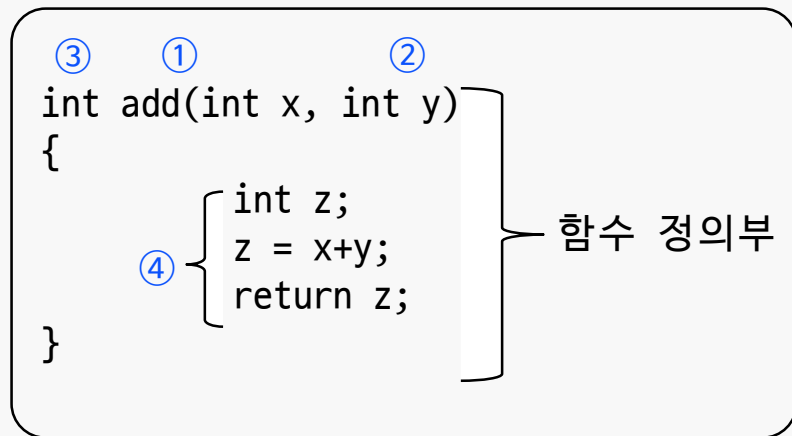 ③ ① ②
int add(int x, int y)
{
int z;
z = x+y;
return z;
④
}
함수 정의부